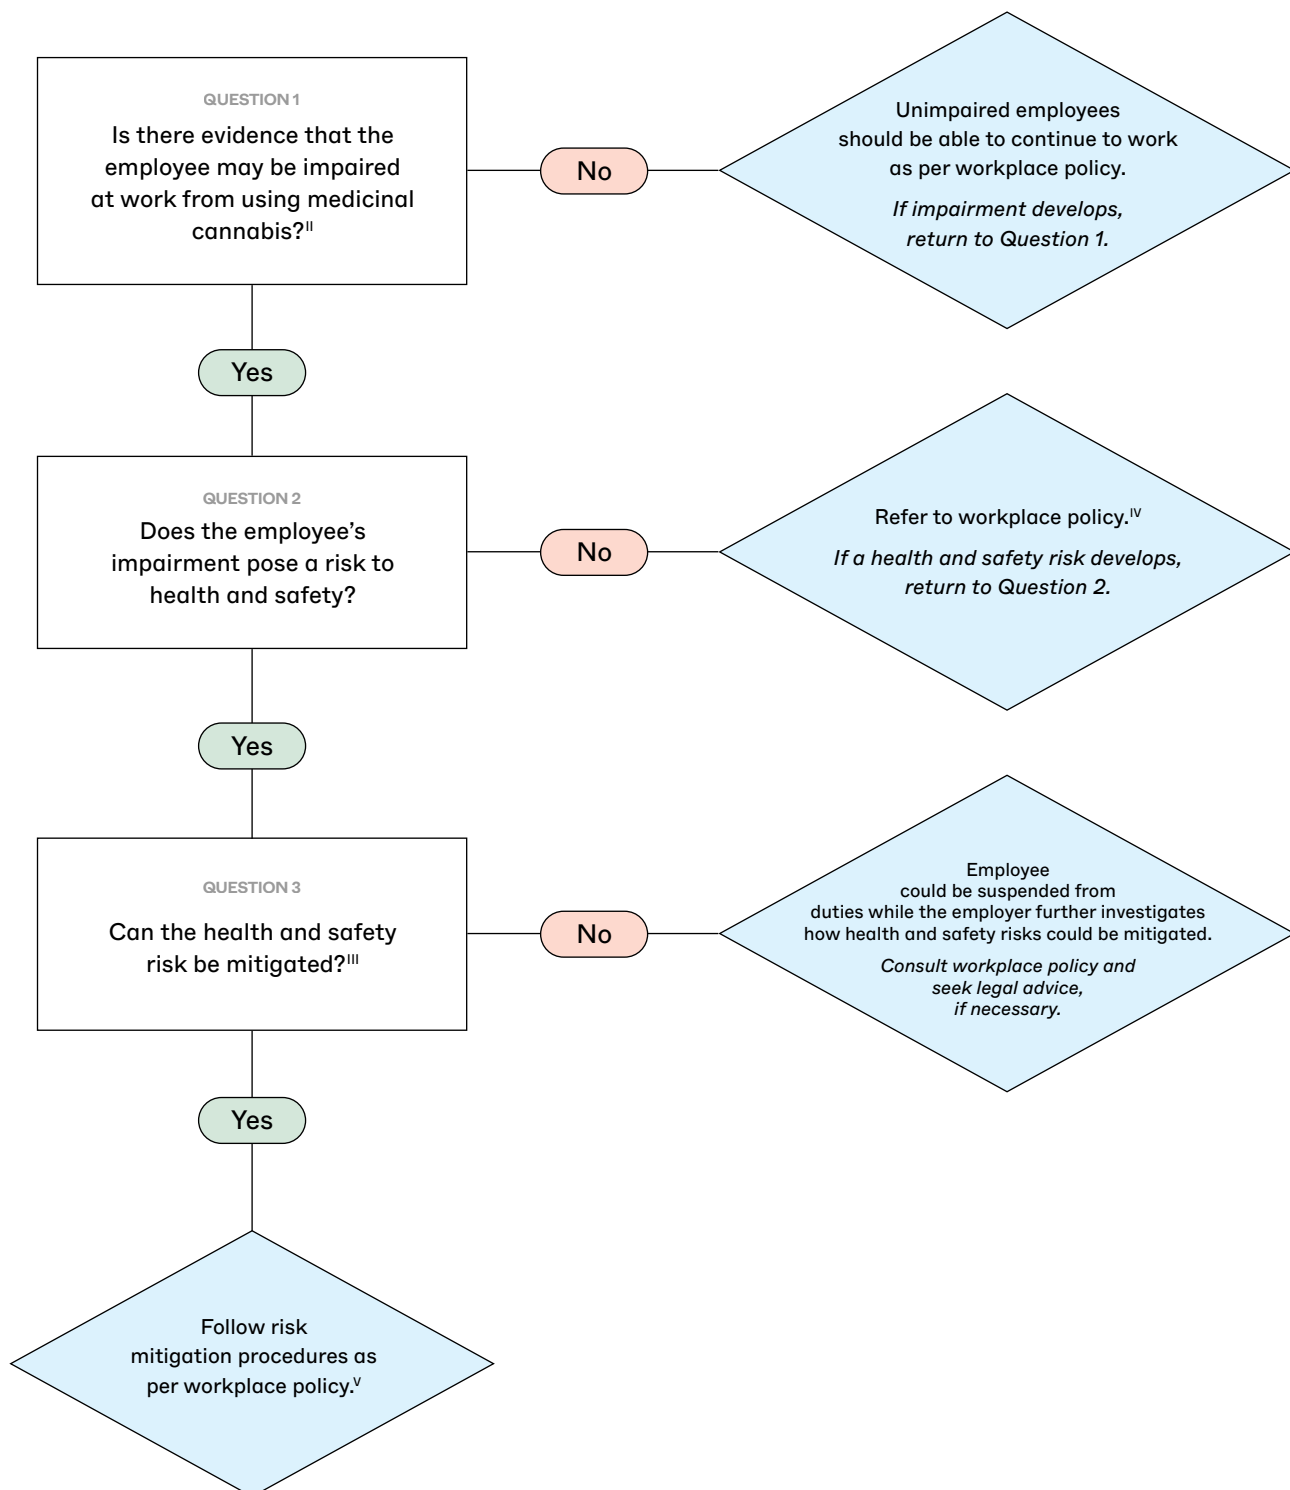 QUESTION 1
Is there evidence that the
employee may be impaired
at work from using medicinal
cannabis?II
No
Unimpaired employees
should be able to continue to work
as per workplace policy.
If impairment develops,
return to Question 1.
Yes
QUESTION 2
Does the employee’s
impairment pose a risk to
health and safety?
No
Refer to workplace policy.IV
If a health and safety risk develops,
return to Question 2.
Yes
QUESTION 3
Can the health and safety
risk be mitigated?III
No
Employee
could be suspended from
duties while the employer further investigates
how health and safety risks could be mitigated.
Consult workplace policy and
seek legal advice,
if necessary.
Yes
Follow risk
mitigation procedures as
per workplace policy.V